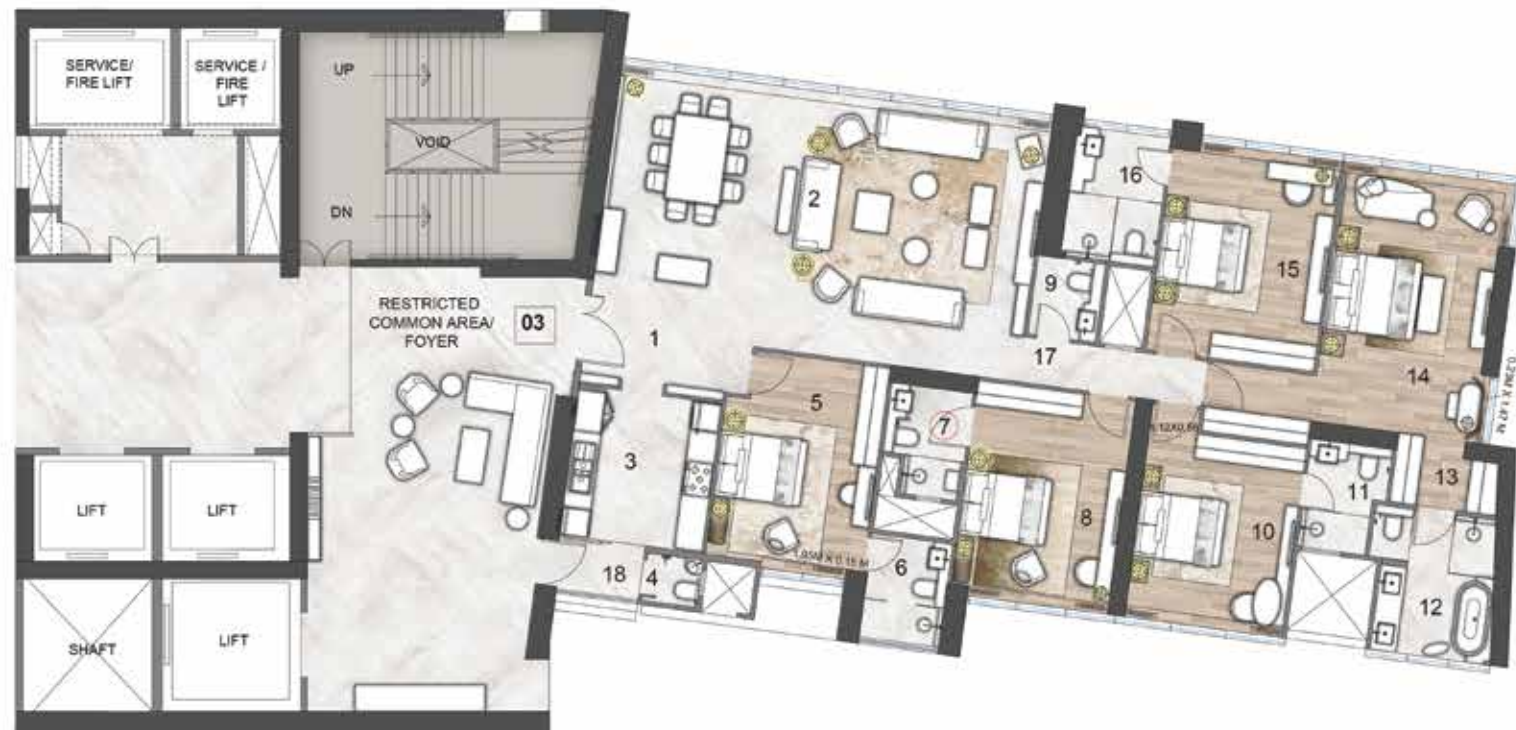 SERVICE/
FIRE LIFT
SERVICE /
FIRE
LIFT
UP
VOID
DN
RESTRICTED
COMMON AREA/
FOYER
03
LIFT
LIFT
SHAFT
LIFT
1
2
3
4
5
6
7
8
9
10
11
12
13
14
15
16
17
18